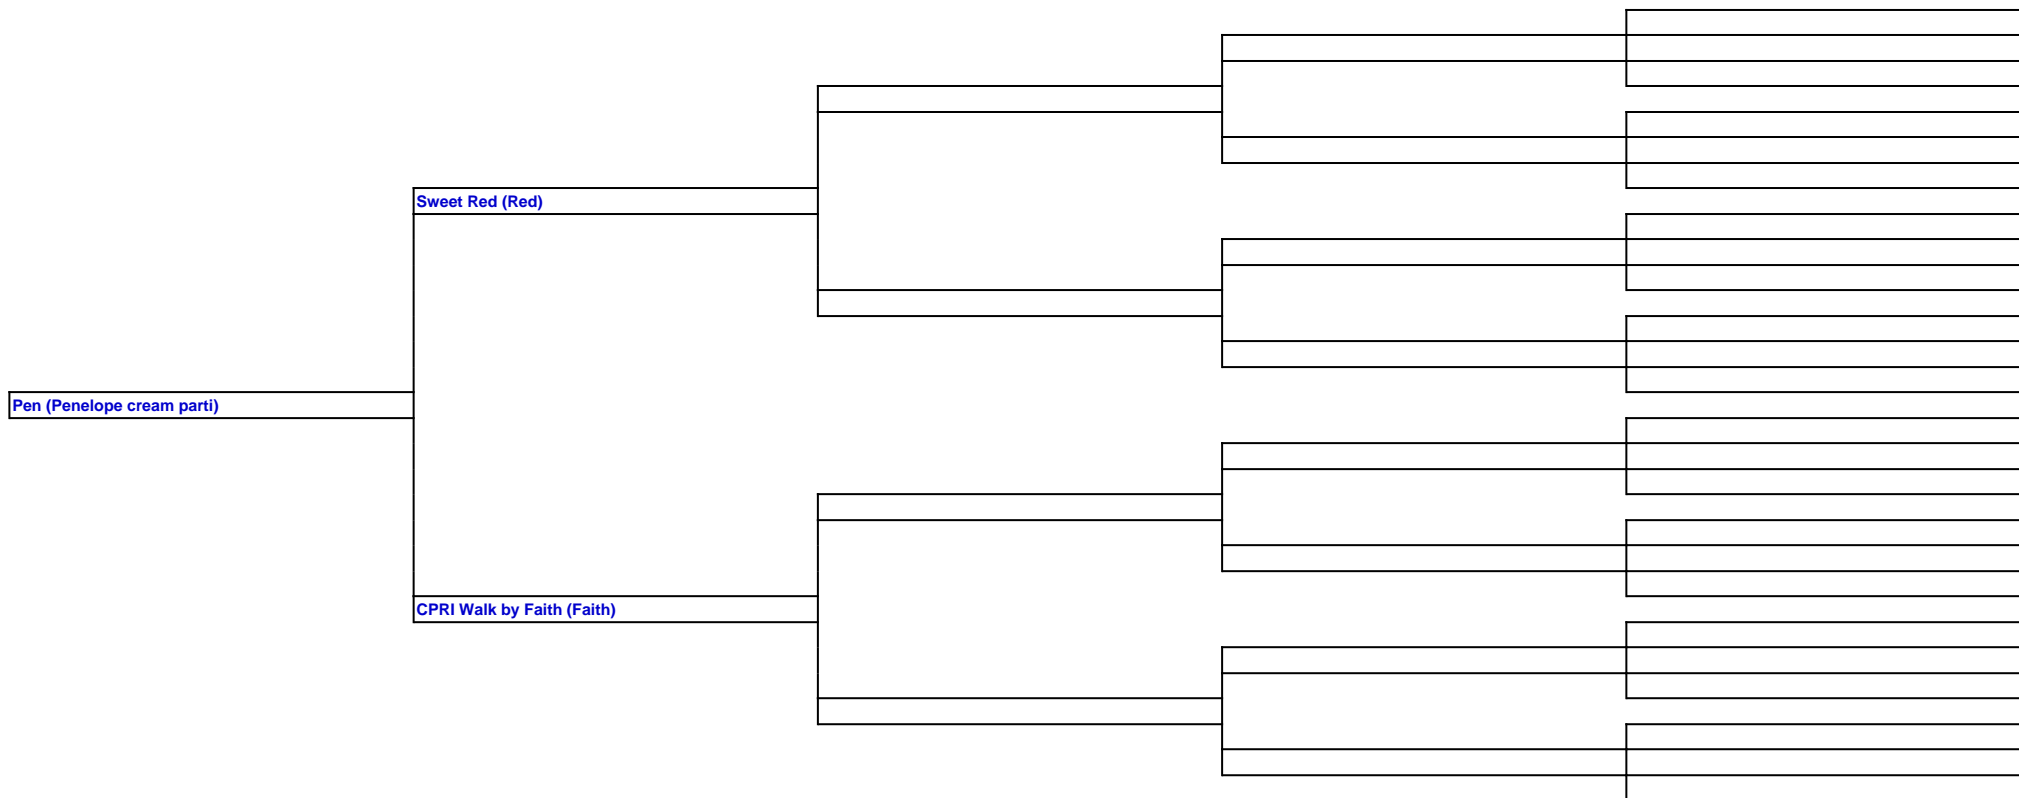 Sweet Red (Red)
Pen (Penelope cream parti)
CPRI Walk by Faith (Faith)